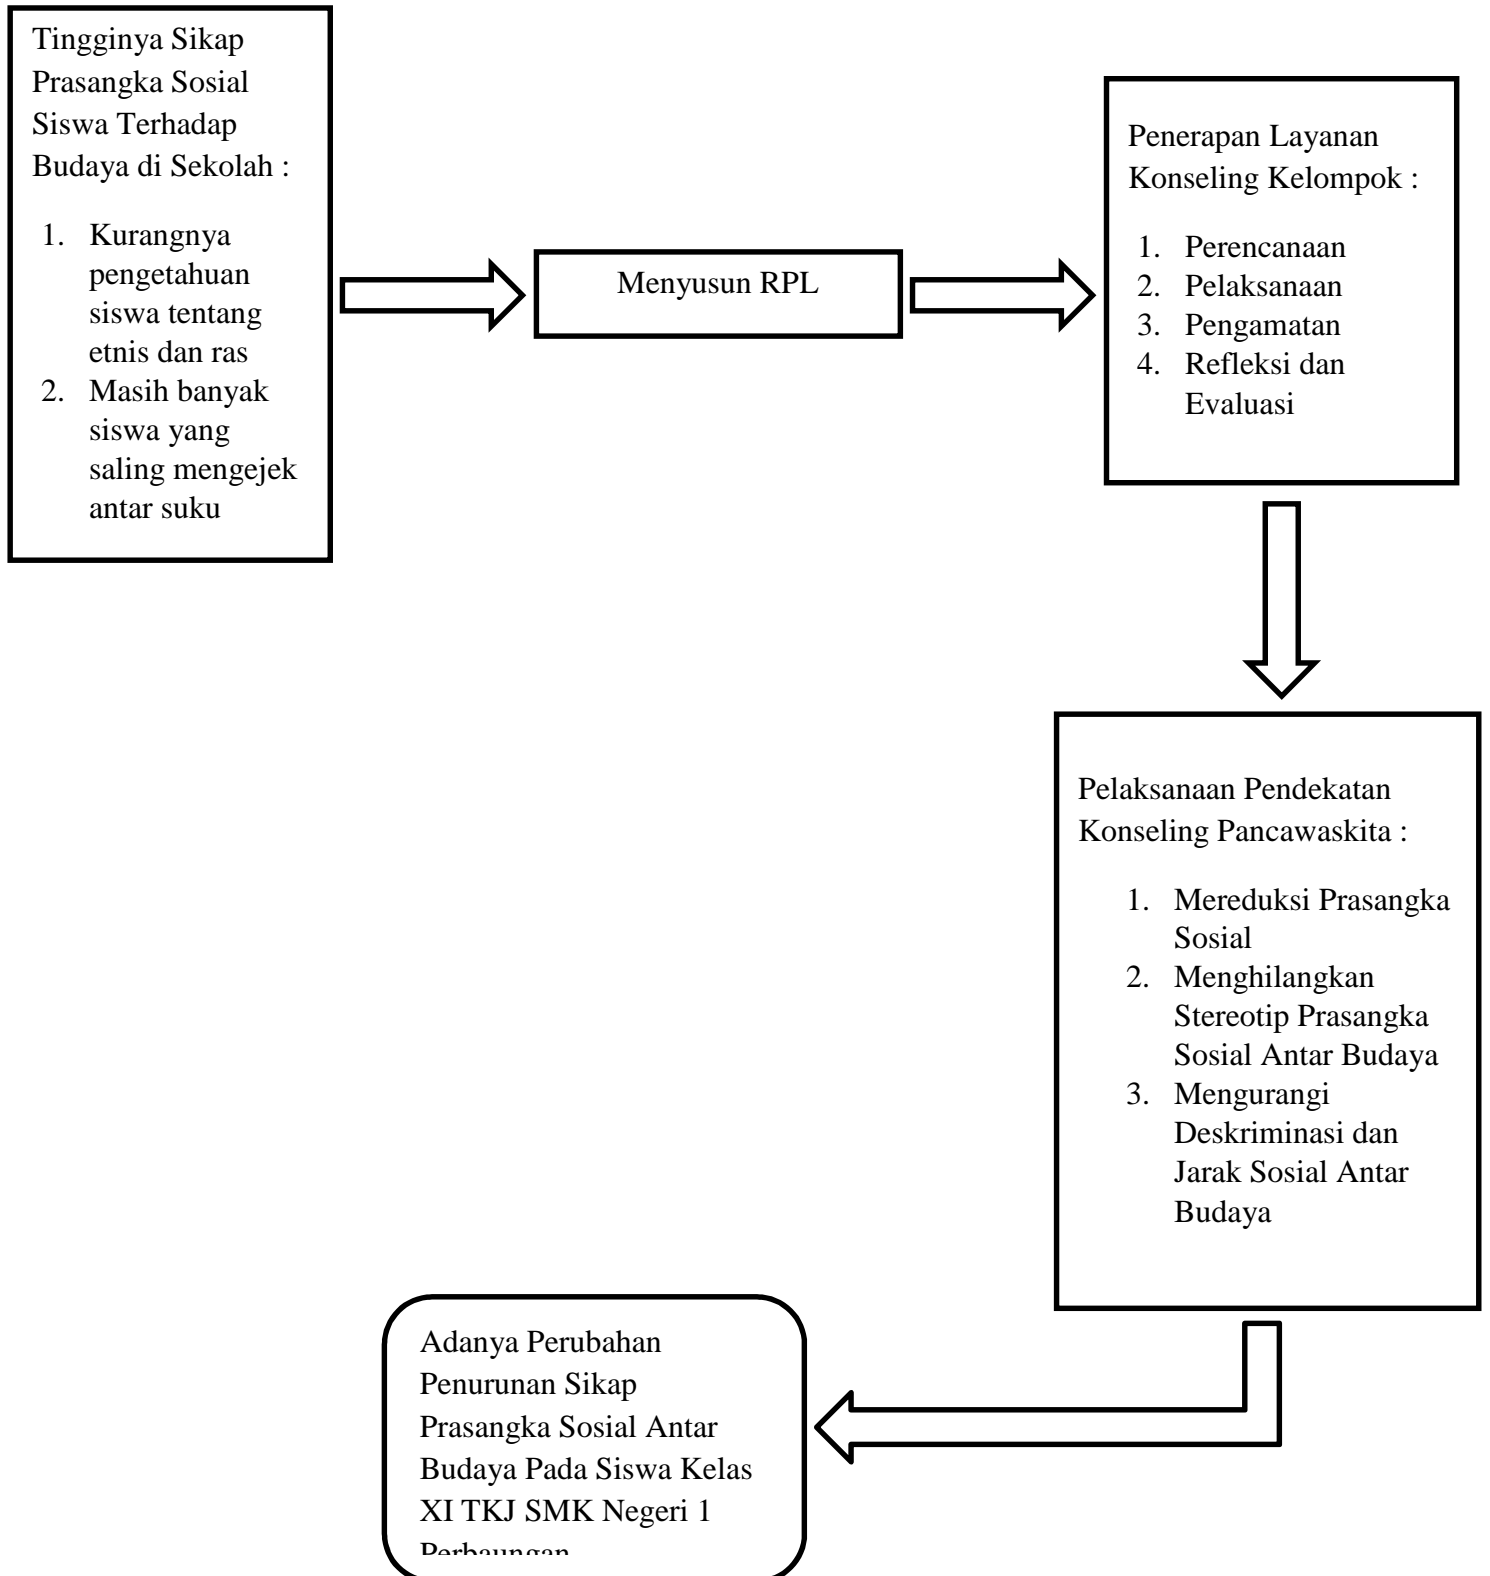 Tingginya Sikap
Prasangka Sosial
Siswa Terhadap
Budaya di Sekolah :
1. Kurangnya
pengetahuan
siswa tentang
etnis dan ras
2. Masih banyak
siswa yang
saling mengejek
antar suku
Menyusun RPL
Penerapan Layanan
Konseling Kelompok :
1. Perencanaan
2. Pelaksanaan
3. Pengamatan
4. Refleksi dan
Evaluasi
Pelaksanaan Pendekatan
Konseling Pancawaskita :
1. Mereduksi Prasangka
Sosial
2. Menghilangkan
Stereotip Prasangka
Sosial Antar Budaya
3. Mengurangi
Deskriminasi dan
Jarak Sosial Antar
Budaya
Adanya Perubahan
Penurunan Sikap
Prasangka Sosial Antar
Budaya Pada Siswa Kelas
XI TKJ SMK Negeri 1
Perbaungan